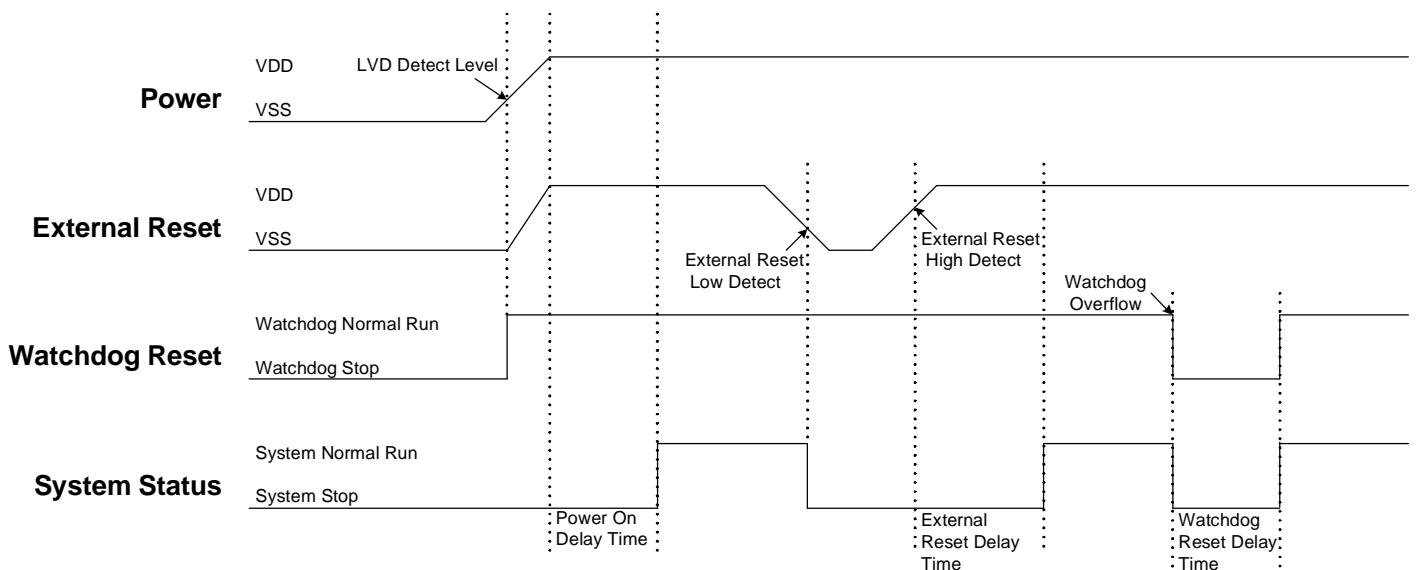 Power
VDD
VSS
LVD Detect Level
External Reset
VDD
VSS
External Reset
Low Detect
External Reset
High Detect
Watchdog Reset
Watchdog Normal Run
Watchdog Stop
Watchdog
Overflow
System Status
System Normal Run
System Stop
Power On
Delay Time
External
Reset Delay
Time
Watchdog
Reset Delay
Time